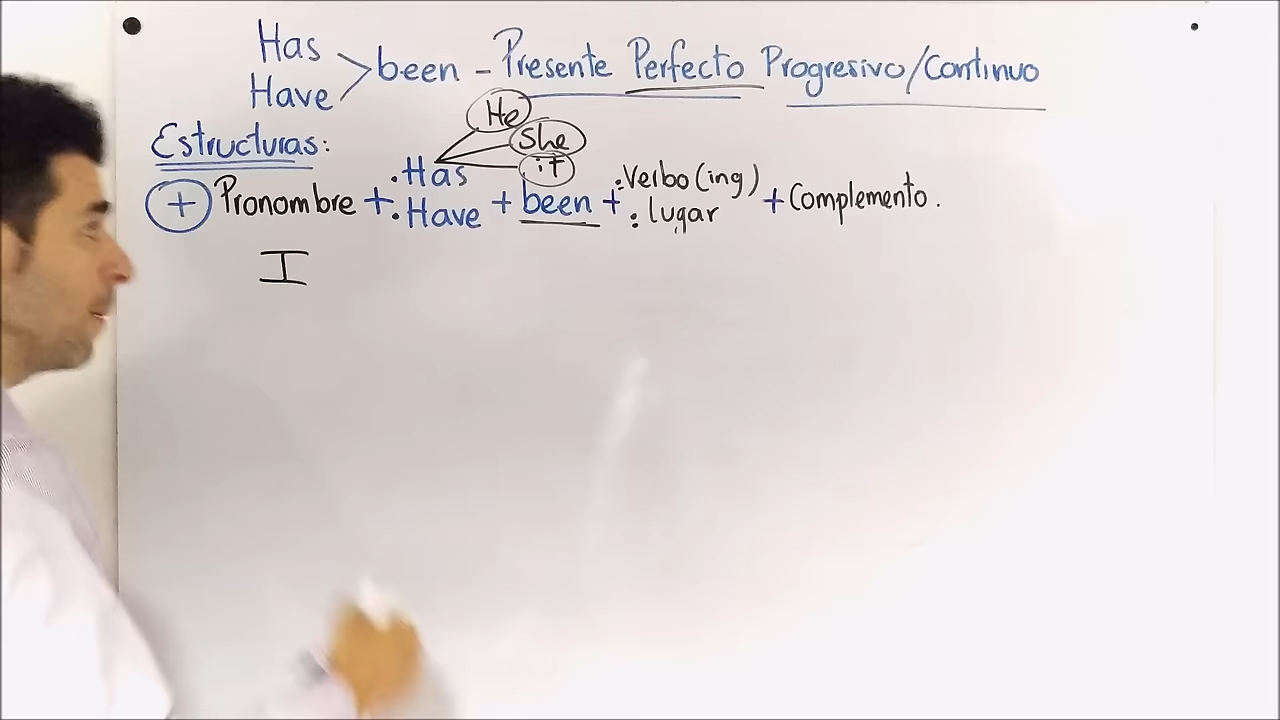 Has
Have > been - Presente Perfecto Progresivo/Continuo
Estructuras:
He
She
it
+ Pronombre + .Has .Have + been + .Verbo (ing) : lugar + Complemento.
I